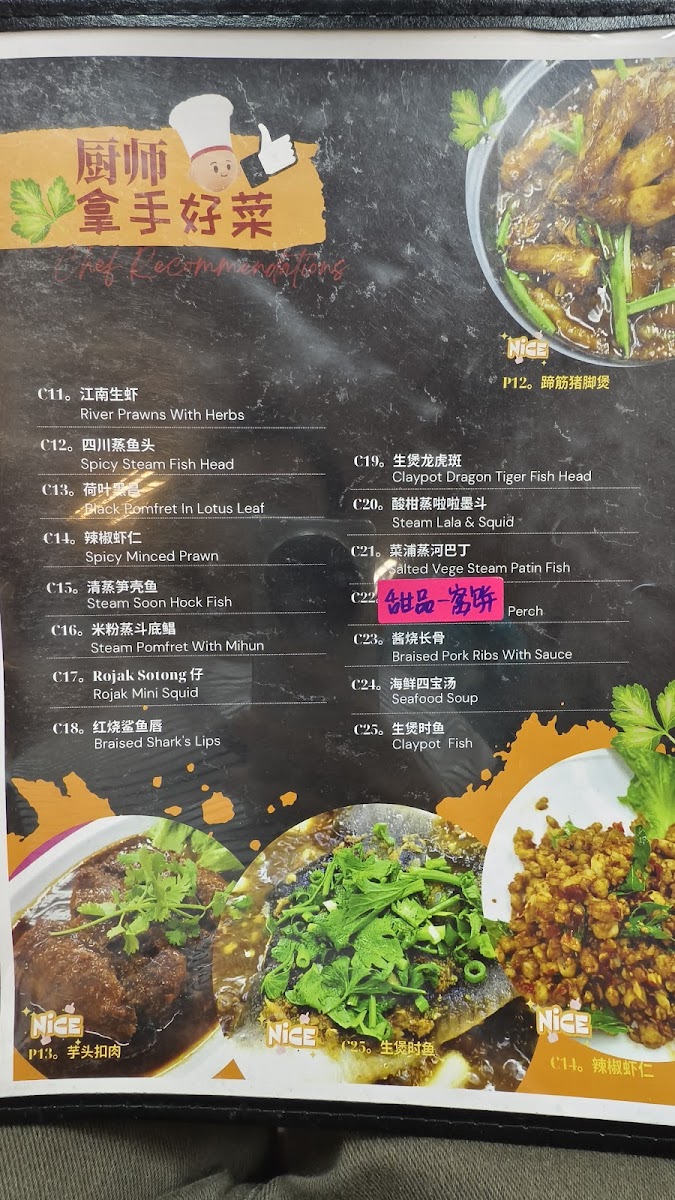 厨师
拿手好菜
Chef Recommendations
NiCE
P12。蹄筋猪脚煲
C11。江南生虾
River Prawns With Herbs
C12。四川蒸鱼头
Spicy Steam Fish Head
C13。荷叶黑昌
Black Pomfret In Lotus Leaf
C14。辣椒虾仁
Spicy Minced Prawn
C15。清蒸笋壳鱼
Steam Soon Hock Fish
C16。米粉蒸斗底鲳
Steam Pomfret With Mihun
C17。Rojak Sotong 仔
Rojak Mini Squid
C18。红烧鲨鱼唇
Braised Shark's Lips
C19。生煲龙虎斑
Claypot Dragon Tiger Fish Head
C20。酸柑蒸啦啦墨斗
Steam Lala & Squid
C21。菜浦蒸河巴丁
Salted Vege Steam Patin Fish
C22
甜品一窝饼
Perch
C23。酱烧长骨
Braised Pork Ribs With Sauce
C24。海鲜四宝汤
Seafood Soup
C25。生煲时鱼
Claypot Fish
NiCE
P13。芋头扣肉
NiCE
C25。生煲时鱼
NiCE
C14。辣椒虾仁